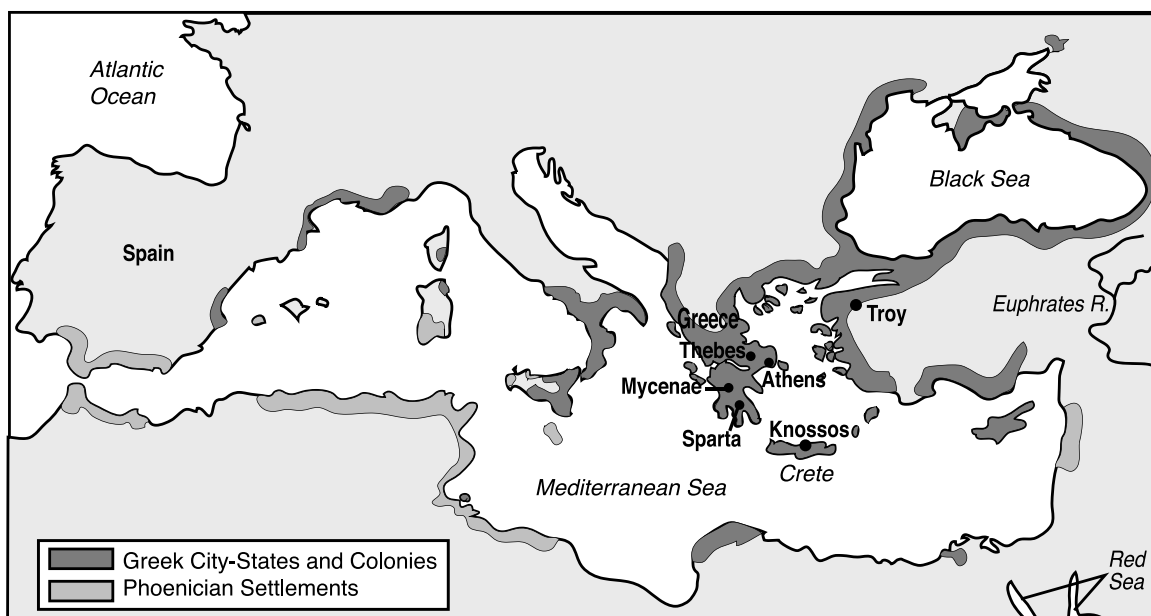 Atlantic
Ocean
Black Sea
Spain
Euphrates R.
Troy
Greece
Thebes
Athens
Mycenae
Sparta
Knossos
Crete
Mediterranean Sea
Greek City-States and Colonies
Phoenician Settlements
Red
Sea